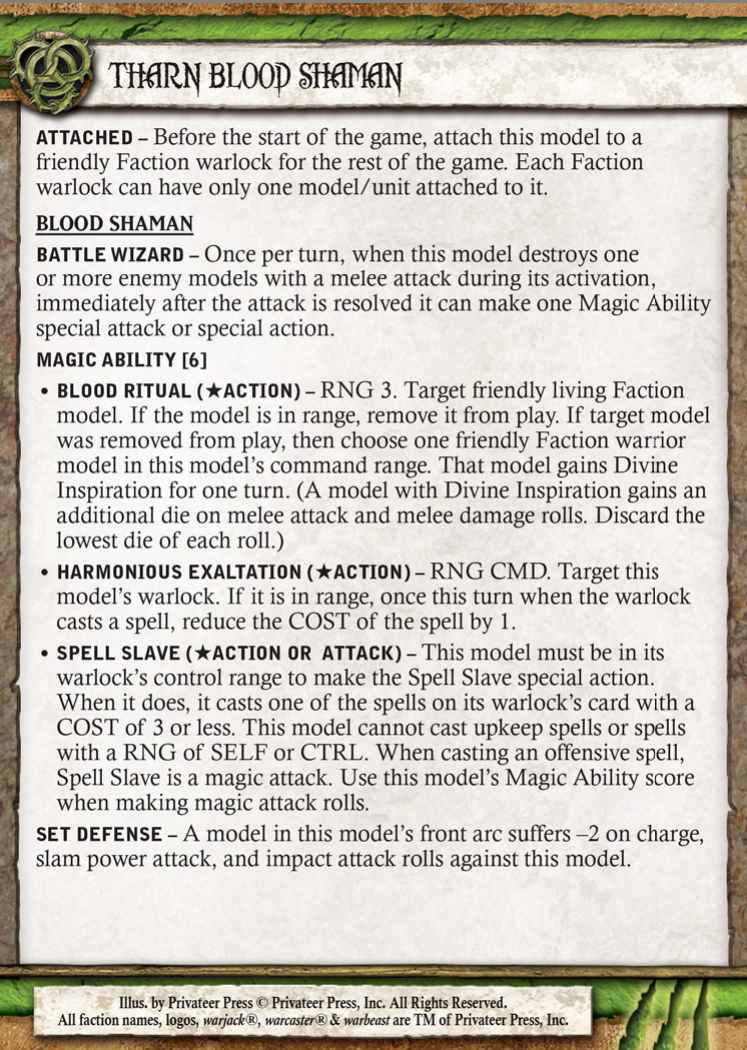 THARN BLOOD SHAMAN
ATTACHED – Before the start of the game, attach this model to a
friendly Faction warlock for the rest of the game. Each Faction
warlock can have only one model/unit attached to it.
BLOOD SHAMAN
BATTLE WIZARD – Once per turn, when this model destroys one
or more enemy models with a melee attack during its activation,
immediately after the attack is resolved it can make one Magic Ability
special attack or special action.
MAGIC ABILITY [6]
• BLOOD RITUAL (★ACTION) – RNG 3. Target friendly living Faction
model. If the model is in range, remove it from play. If target model
was removed from play, then choose one friendly Faction warrior
model in this model's command range. That model gains Divine
Inspiration for one turn. (A model with Divine Inspiration gains an
additional die on melee attack and melee damage rolls. Discard the
lowest die of each roll.)
• HARMONIOUS EXALTATION (★ACTION) – RNG CMD. Target this
model's warlock. If it is in range, once this turn when the warlock
casts a spell, reduce the COST of the spell by 1.
• SPELL SLAVE (★ACTION OR ATTACK) – This model must be in its
warlock's control range to make the Spell Slave special action.
When it does, it casts one of the spells on its warlock's card with a
COST of 3 or less. This model cannot cast upkeep spells or spells
with a RNG of SELF or CTRL. When casting an offensive spell,
Spell Slave is a magic attack. Use this model's Magic Ability score
when making magic attack rolls.
SET DEFENSE – A model in this model's front arc suffers –2 on charge,
slam power attack, and impact attack rolls against this model.
Illus. by Privateer Press © Privateer Press, Inc. All Rights Reserved.
All faction names, logos, warjack®, warcaster® & warbeast are TM of Privateer Press, Inc.